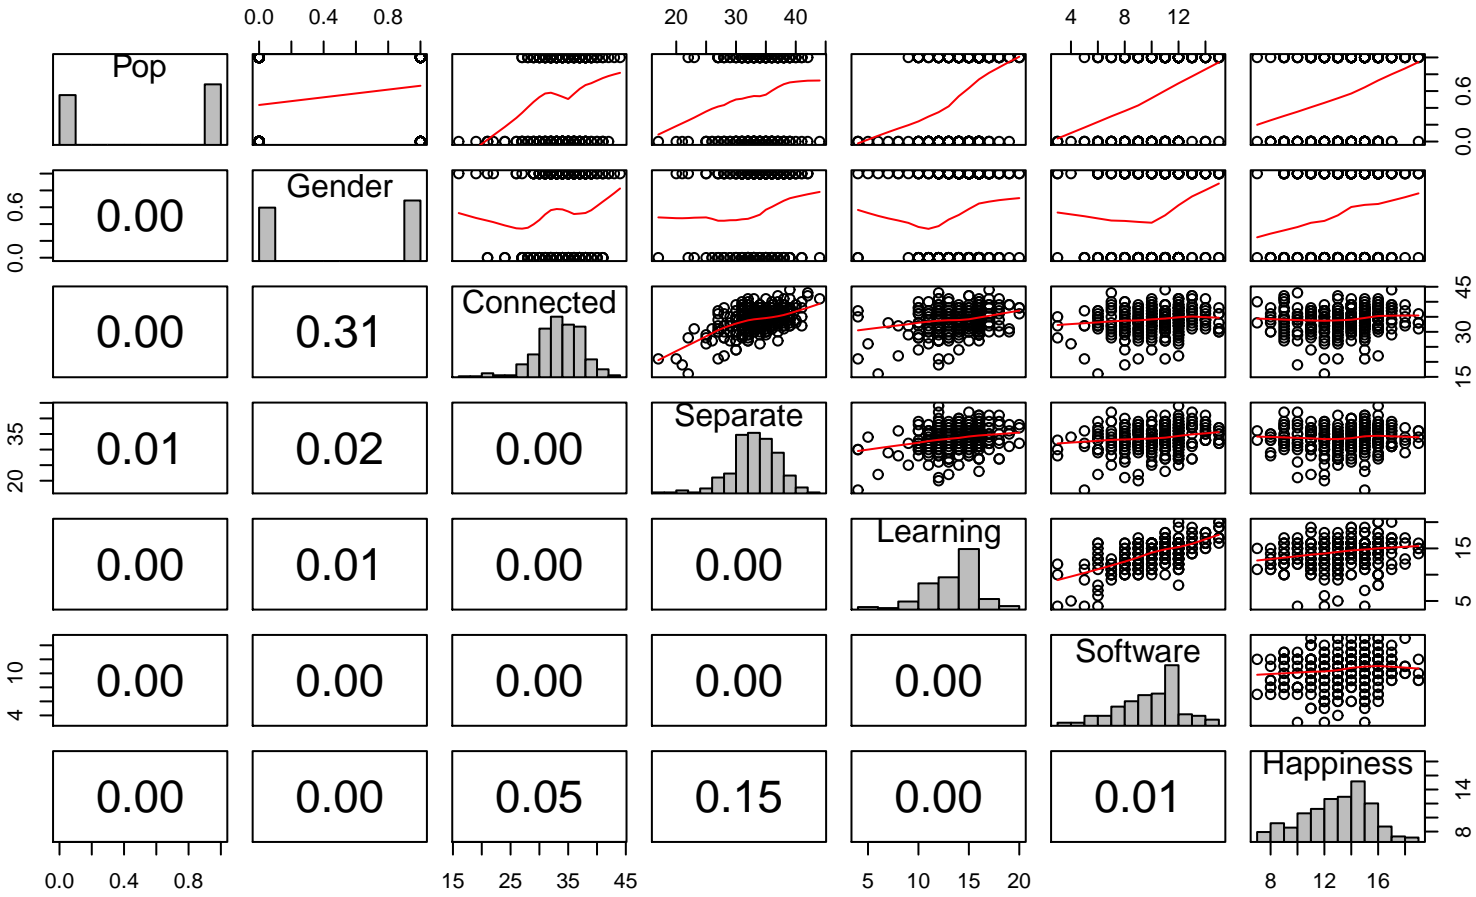 0.0 0.4 0.8 20 30 40 4 8 12
Pop 0.0 0.6
0.0 0.6 0.00 Gender
0.00 0.31 Connected 15 30 45
20 35 0.01 0.02 0.00 Separate
0.00 0.01 0.00 0.00 Learning 5 15
4 10 0.00 0.00 0.00 0.00 0.00 Software
0.00 0.00 0.05 0.15 0.00 0.01 Happiness 8 14
0.0 0.4 0.8 15 25 35 45 5 10 15 20 8 12 16